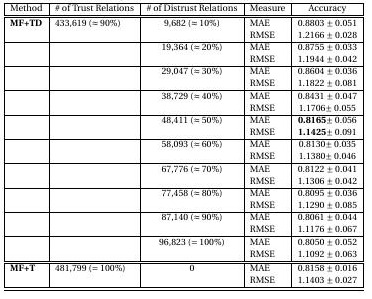 Method # of Trust Relations # of Distrust Relations Measure Accuracy
MF+TD 433,619 (≈ 90%) 9,682 (≈ 10%) MAE 0.8803 ± 0.051
RMSE 1.2166 ± 0.028
19,364 (≈ 20%) MAE 0.8755 ± 0.033
RMSE 1.1944 ± 0.042
29,047 (≈ 30%) MAE 0.8604 ± 0.036
RMSE 1.1822 ± 0.081
38,729 (≈ 40%) MAE 0.8431 ± 0.047
RMSE 1.1706± 0.055
48,411 (≈ 50%) MAE 0.8165± 0.056
RMSE 1.1425± 0.091
58,093 (≈ 60%) MAE 0.8130± 0.035
RMSE 1.1380± 0.046
67,776 (≈ 70%) MAE 0.8122 ± 0.041
RMSE 1.1306 ± 0.042
77,458 (≈ 80%) MAE 0.8095 ± 0.036
RMSE 1.1290 ± 0.085
87,140 (≈ 90%) MAE 0.8061 ± 0.044
RMSE 1.1176 ± 0.067
96,823 (≈ 100%) MAE 0.8050 ± 0.052
RMSE 1.1092 ± 0.063
MF+T 481,799 (≈ 100%) 0 MAE 0.8158 ± 0.016
RMSE 1.1403 ± 0.027